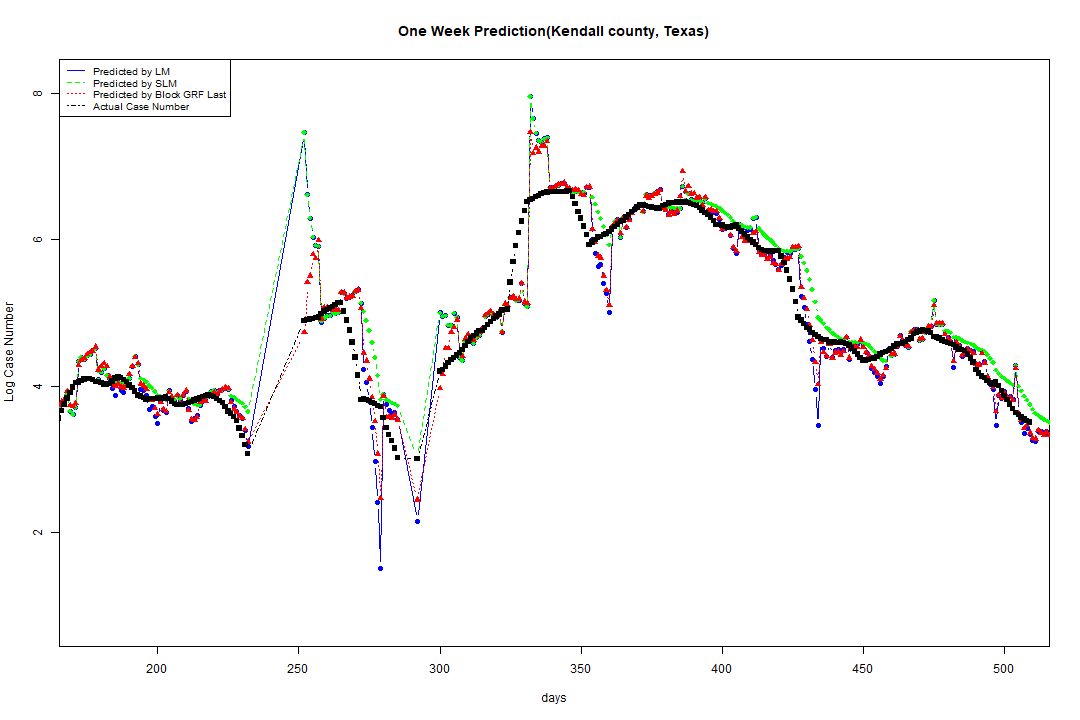 One Week Prediction(Kendall county, Texas)
Predicted by LM
Predicted by SLM
Predicted by Block GRF Last
Actual Case Number
Log Case Number
8
6
4
2
200 250 300 350 400 450 500
days